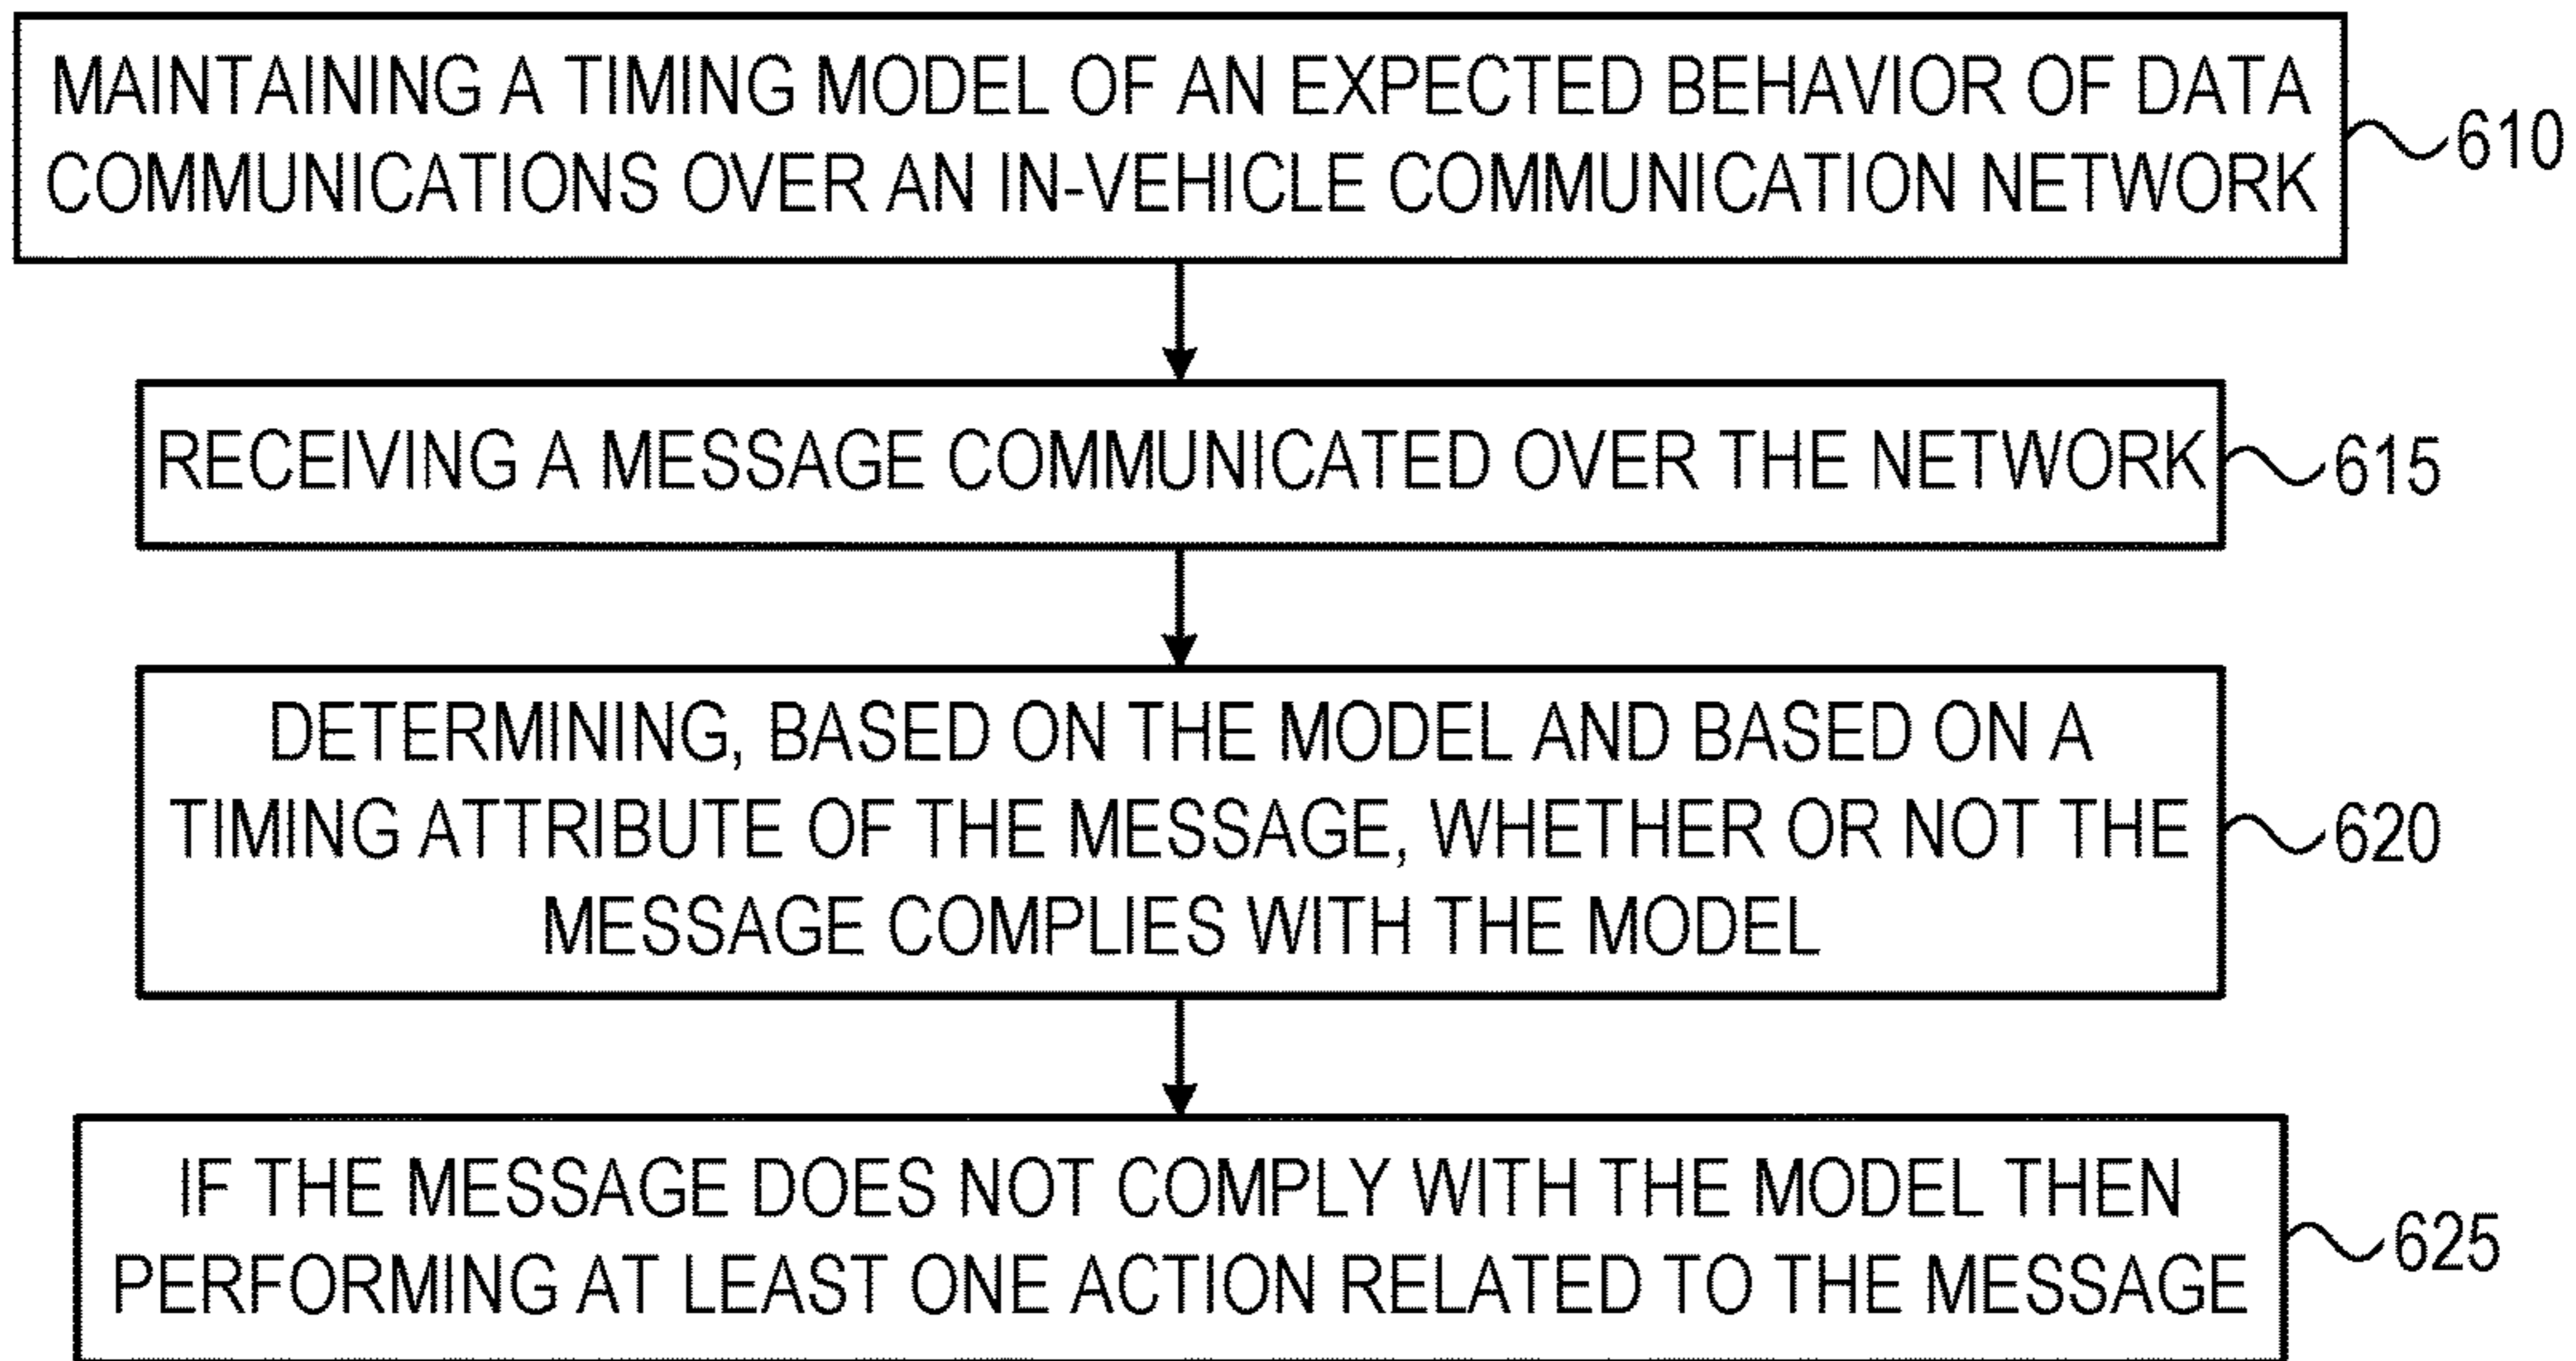 MAINTAINING A TIMING MODEL OF AN EXPECTED BEHAVIOR OF DATA
COMMUNICATIONS OVER AN IN-VEHICLE COMMUNICATION NETWORK
610
RECEIVING A MESSAGE COMMUNICATED OVER THE NETWORK
615
DETERMINING, BASED ON THE MODEL AND BASED ON A
TIMING ATTRIBUTE OF THE MESSAGE, WHETHER OR NOT THE
MESSAGE COMPLIES WITH THE MODEL
620
IF THE MESSAGE DOES NOT COMPLY WITH THE MODEL THEN
PERFORMING AT LEAST ONE ACTION RELATED TO THE MESSAGE
625